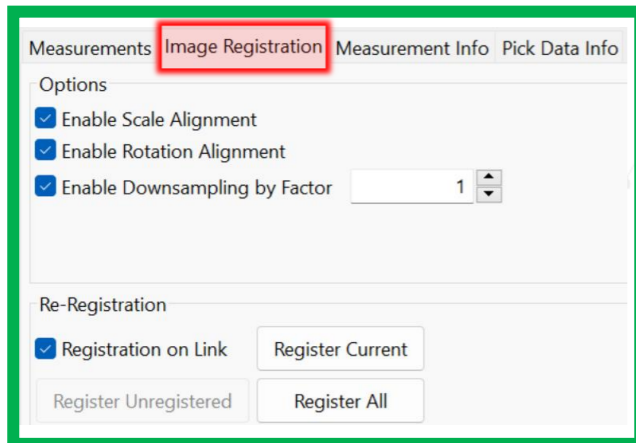 Measurements Image Registration Measurement Info Pick Data Info
Options
Enable Scale Alignment
Enable Rotation Alignment
Enable Downsampling by Factor 1
Re-Registration
Registration on Link Register Current
Register Unregistered Register All